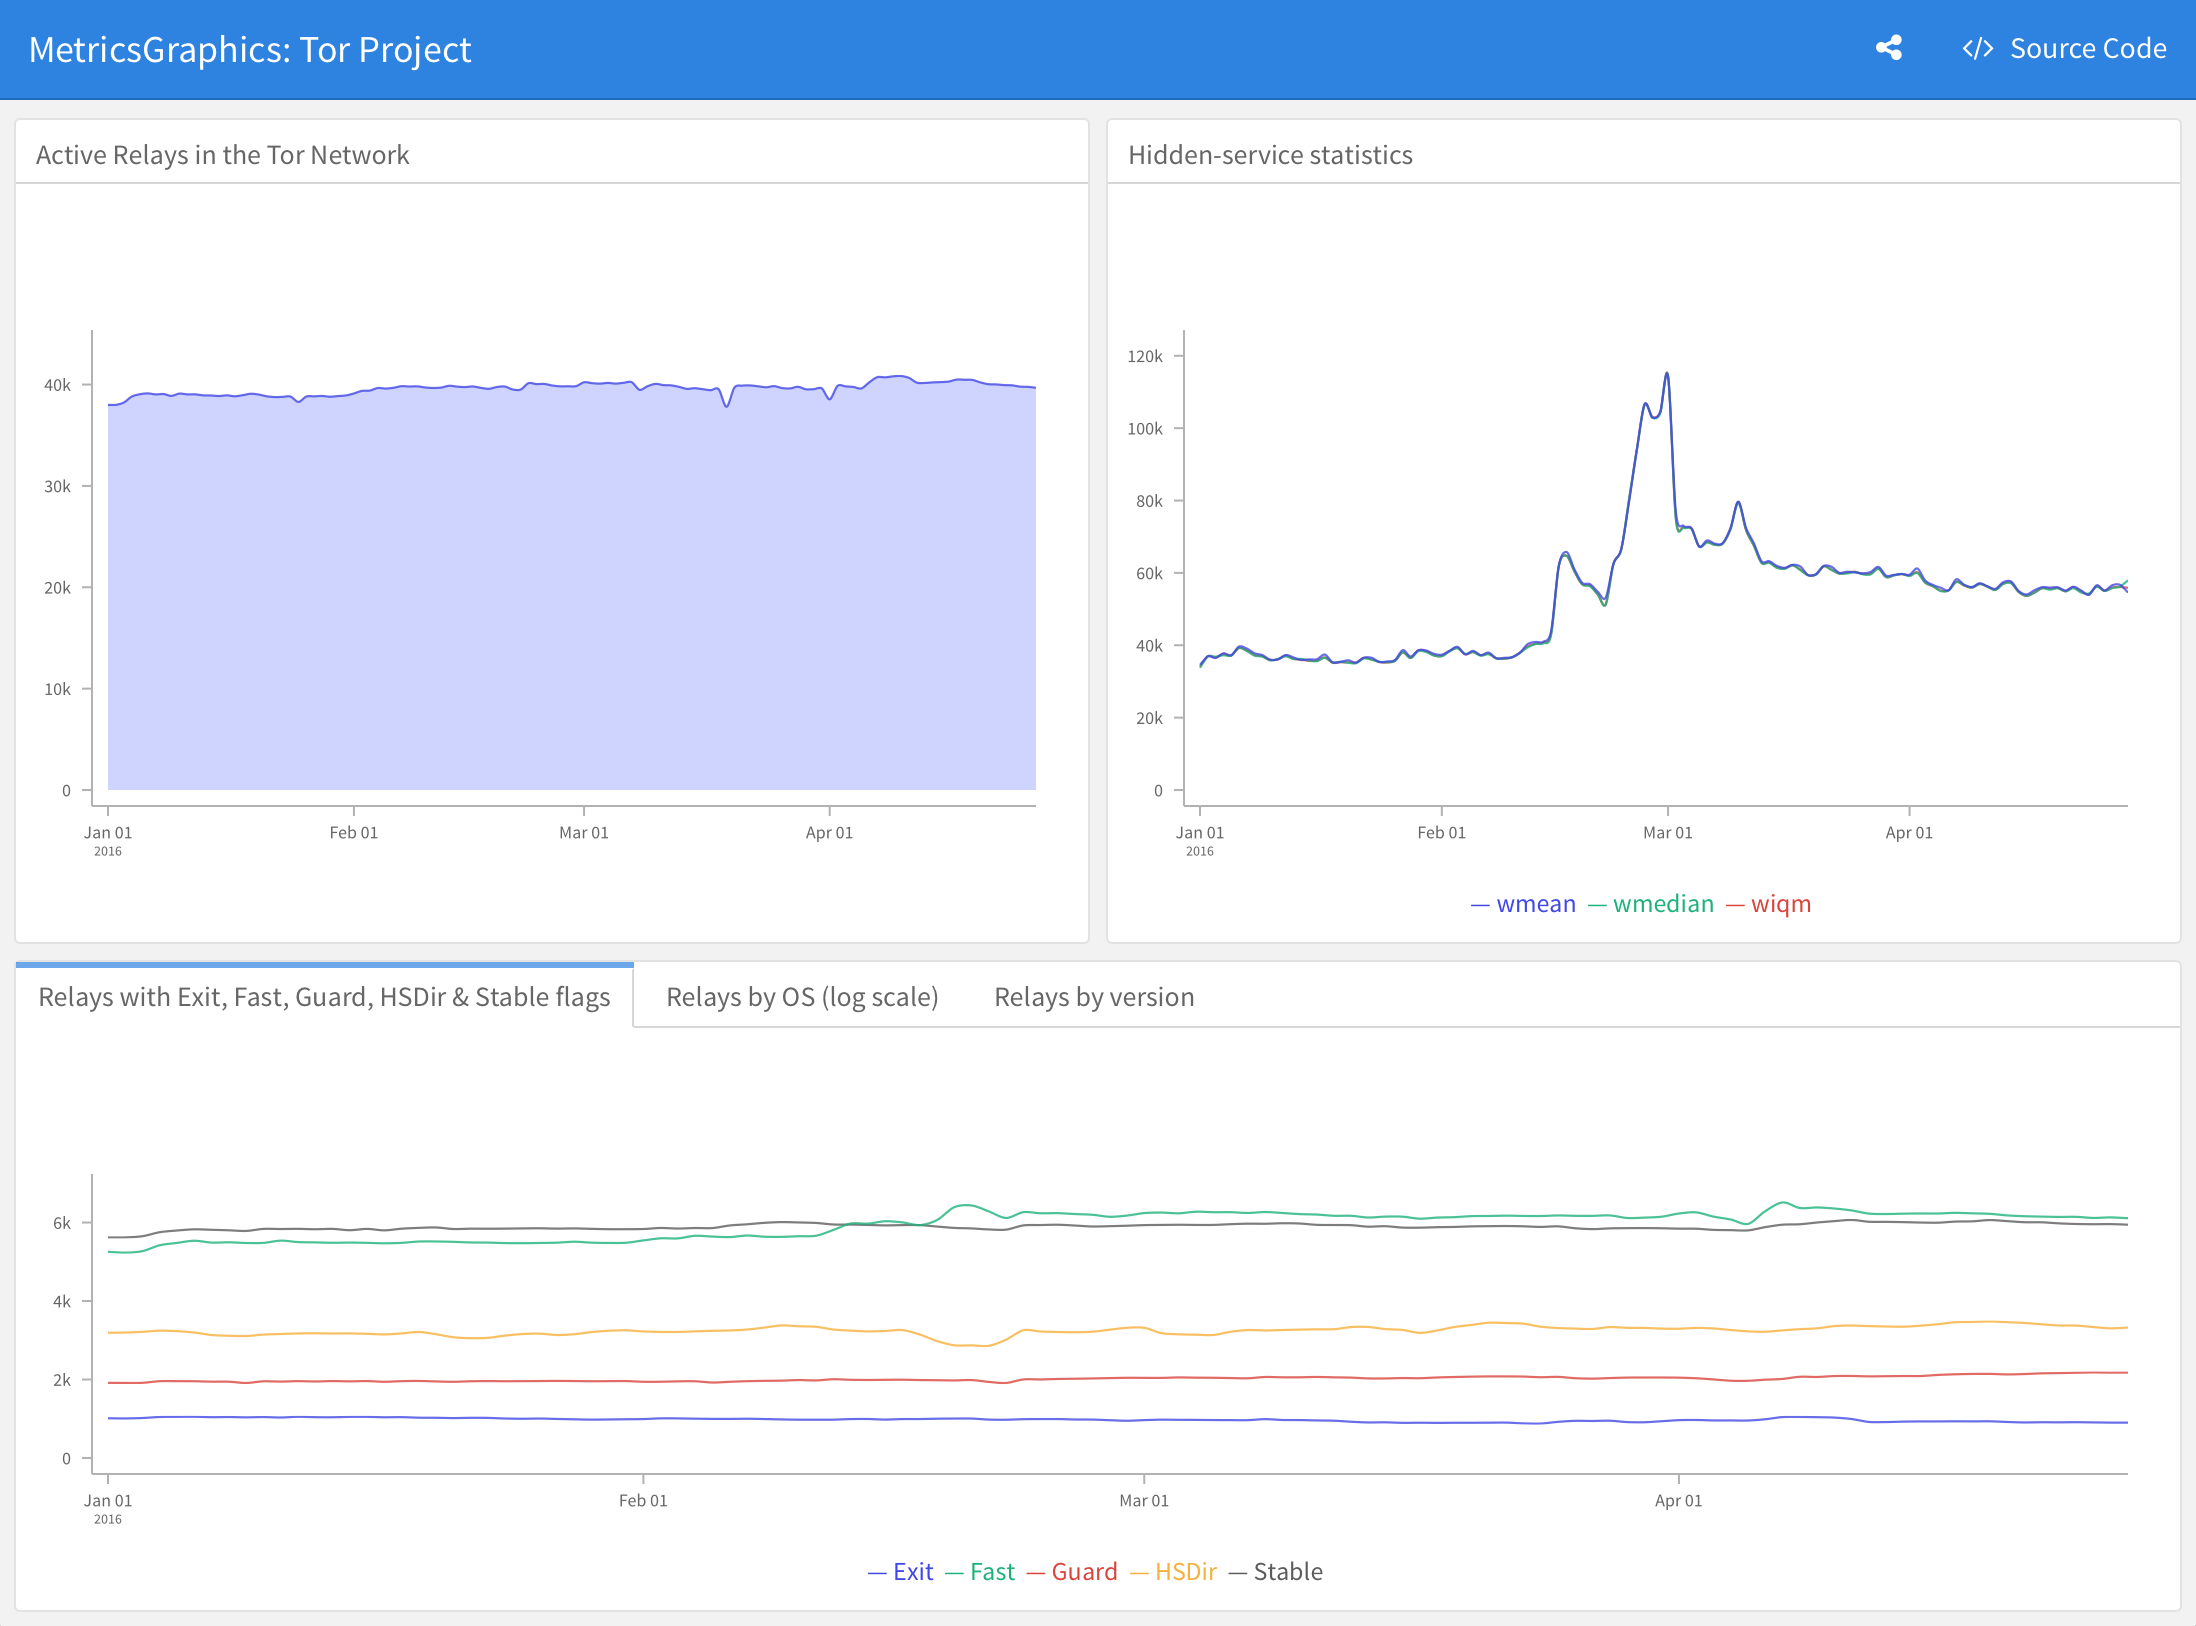 MetricsGraphics: Tor Project
</> Source Code
Active Relays in the Tor Network
40k
30k
20k
10k
0
Jan 01 Feb 01 Mar 01 Apr 01
2016
Hidden-service statistics
120k
100k
80k
60k
40k
20k
0
Jan 01 Feb 01 Mar 01 Apr 01
2016
— wmean — wmedian — wiqm
Relays with Exit, Fast, Guard, HSDir & Stable flags
Relays by OS (log scale)
Relays by version
6k
4k
2k
0
Jan 01 Feb 01 Mar 01 Apr 01
2016
— Exit — Fast — Guard — HSDir — Stable